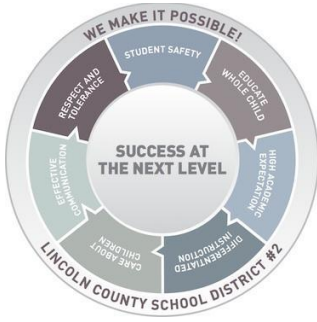 WE MAKE IT POSSIBLE!
STUDENT SAFETY
EDUCATE
WHOLE CHILD
HIGH ACADEMIC
EXPECTATION
DIFFERENTIATED
INSTRUCTION
CARE ABOUT
CHILDREN
EFFECTIVE
COMMUNICATION
RESPECT AND
TOLERANCE
SUCCESS AT
THE NEXT LEVEL
LINCOLN COUNTY SCHOOL DISTRICT #2